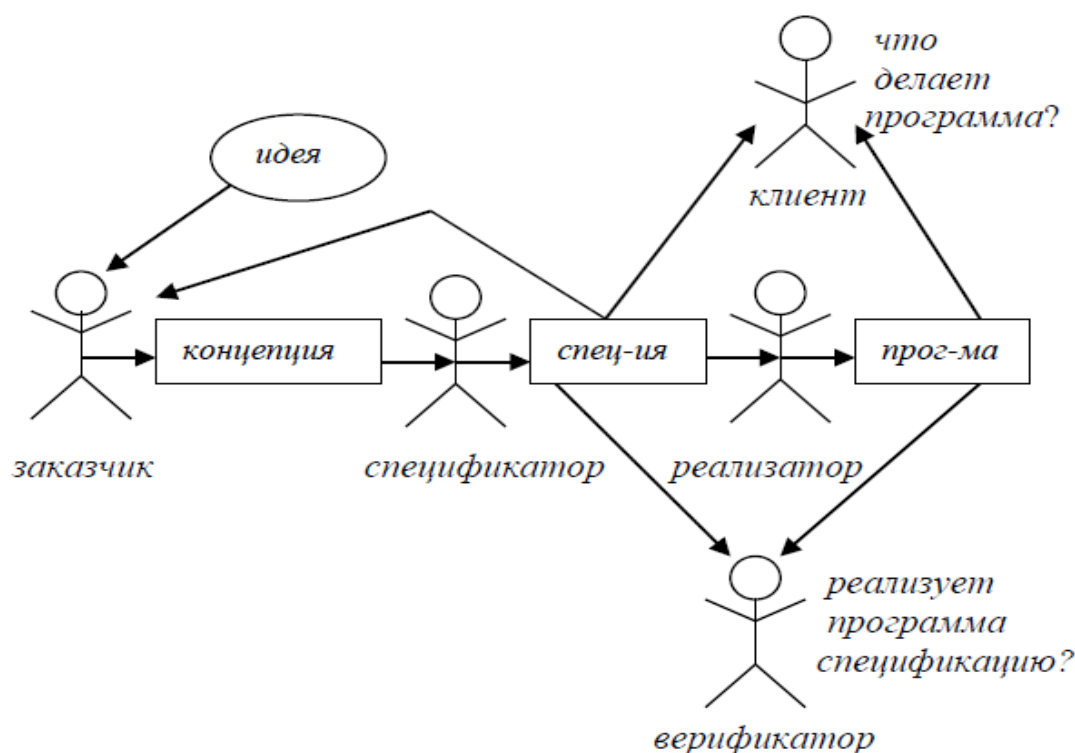 что
делает
программа?
клиент
идея
концепция
спец-ия
прог-ма
заказчик
спецификатор
реализатор
реализует
программа
спецификацию?
верификатор